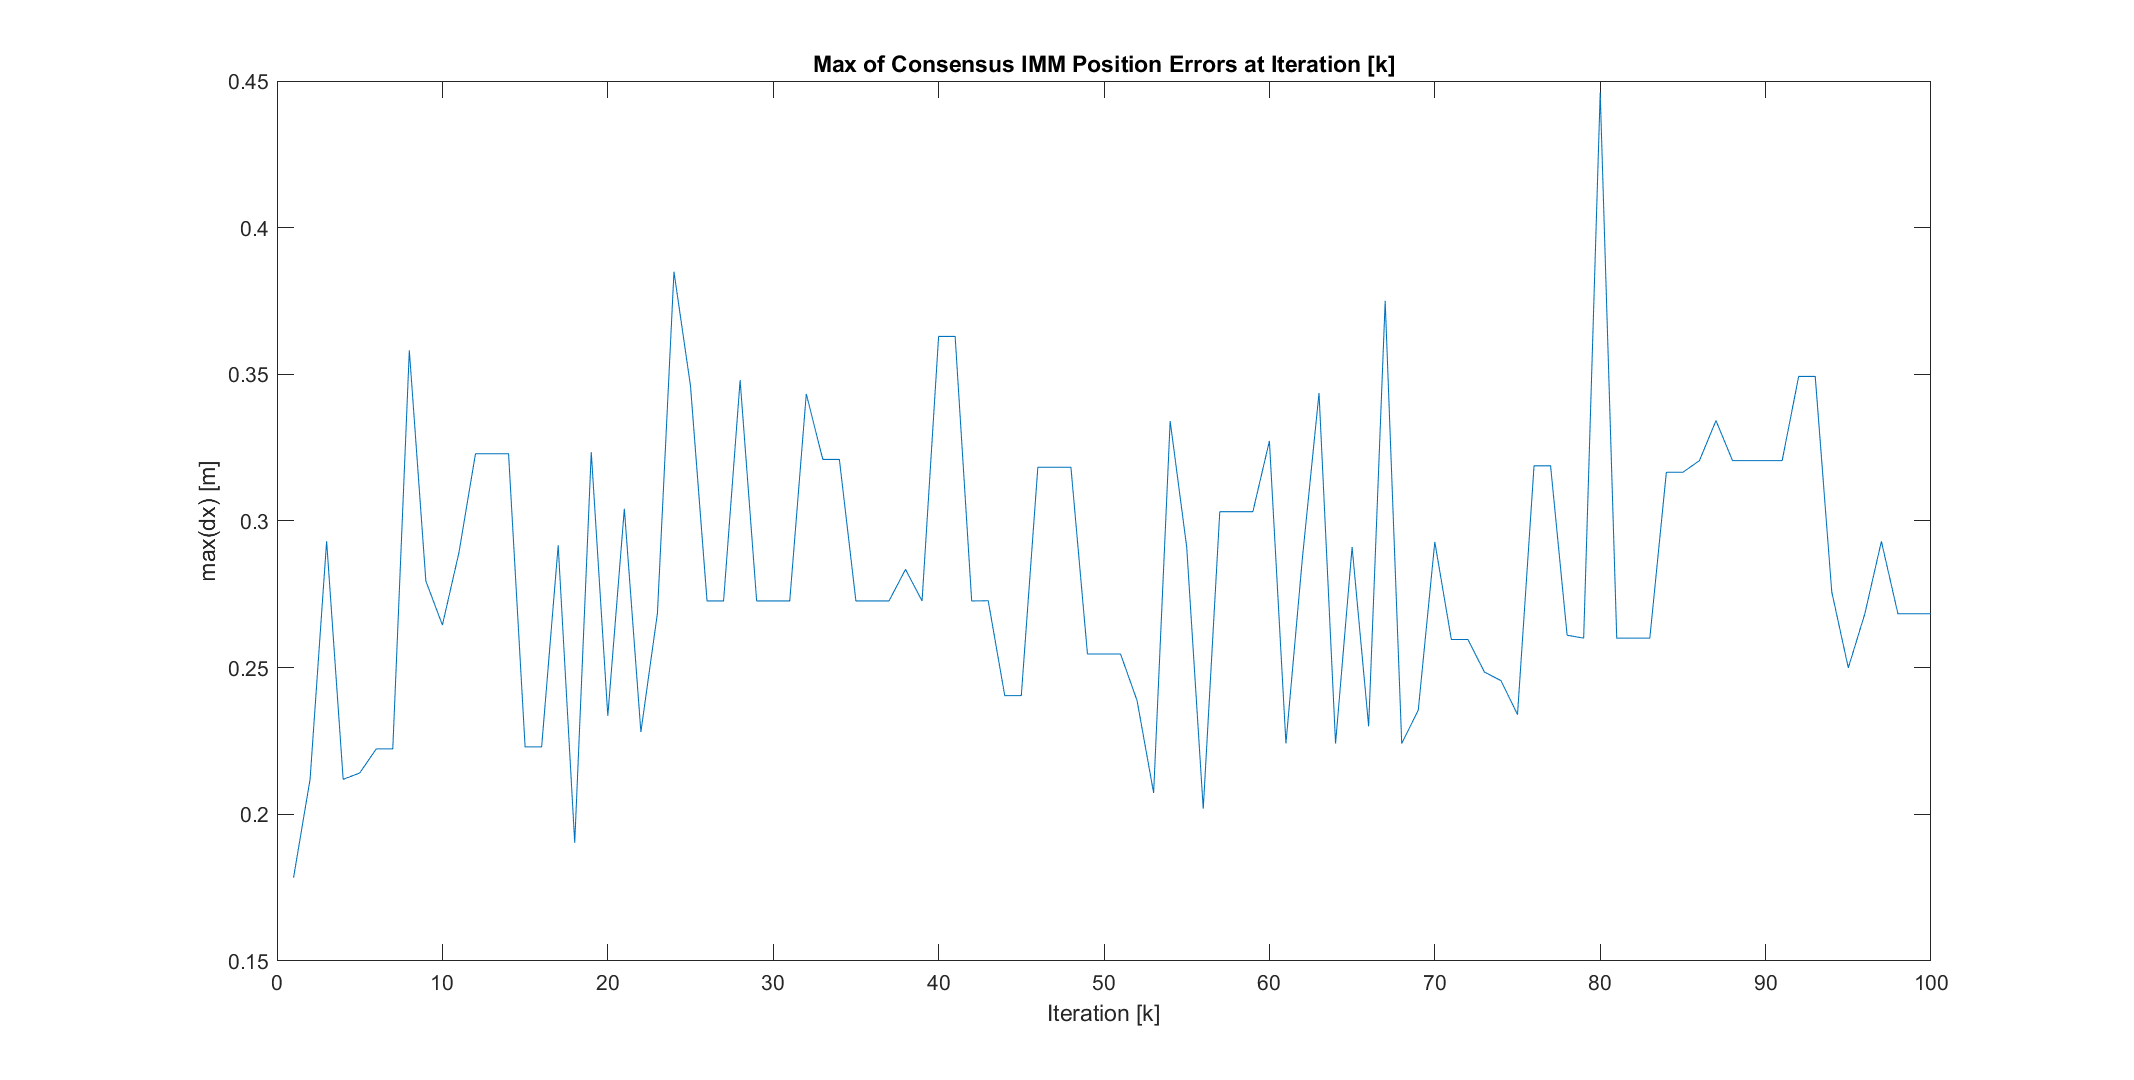 Max of Consensus IMM Position Errors at Iteration [k]
0.45
0.4
0.35
0.3
0.25
0.2
0.15
max(dx) [m]
0 10 20 30 40 50 60 70 80 90 100
Iteration [k]